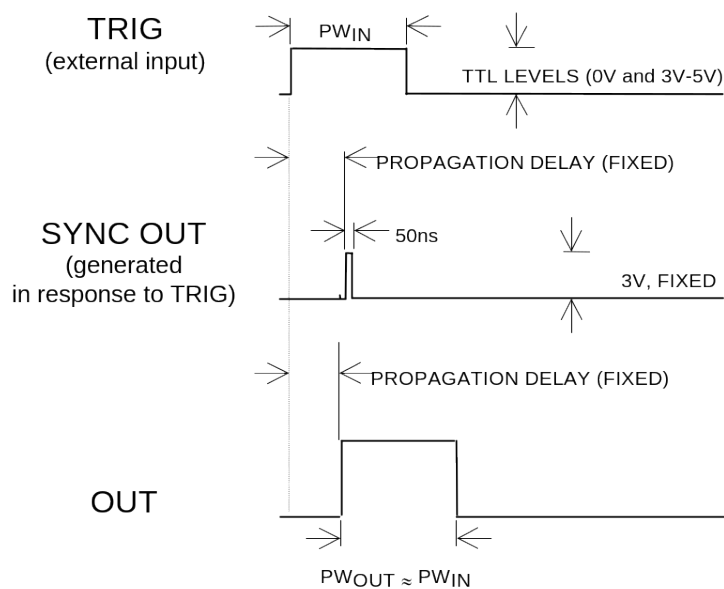 TRIG
(external input)
PWIN
TTL LEVELS (0V and 3V-5V)
PROPAGATION DELAY (FIXED)
SYNC OUT
(generated
in response to TRIG)
50ns
3V, FIXED
PROPAGATION DELAY (FIXED)
OUT
PWOUT ≈ PWIN